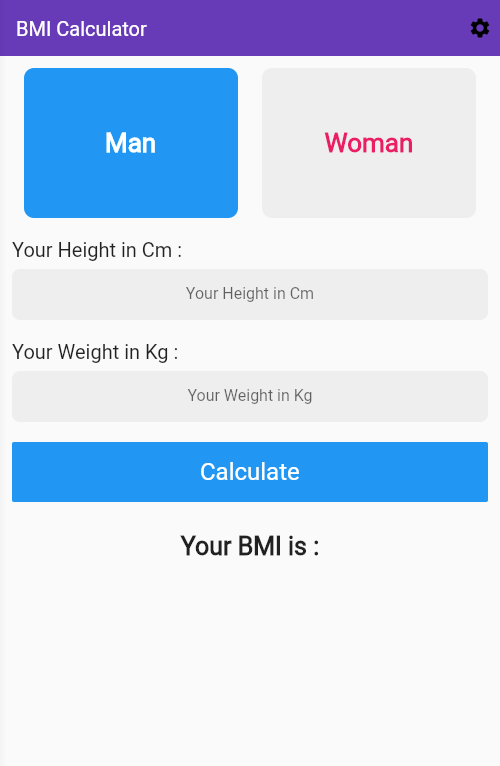 BMI Calculator
Man
Woman
Your Height in Cm :
Your Height in Cm
Your Weight in Kg :
Your Weight in Kg
Calculate
Your BMI is :